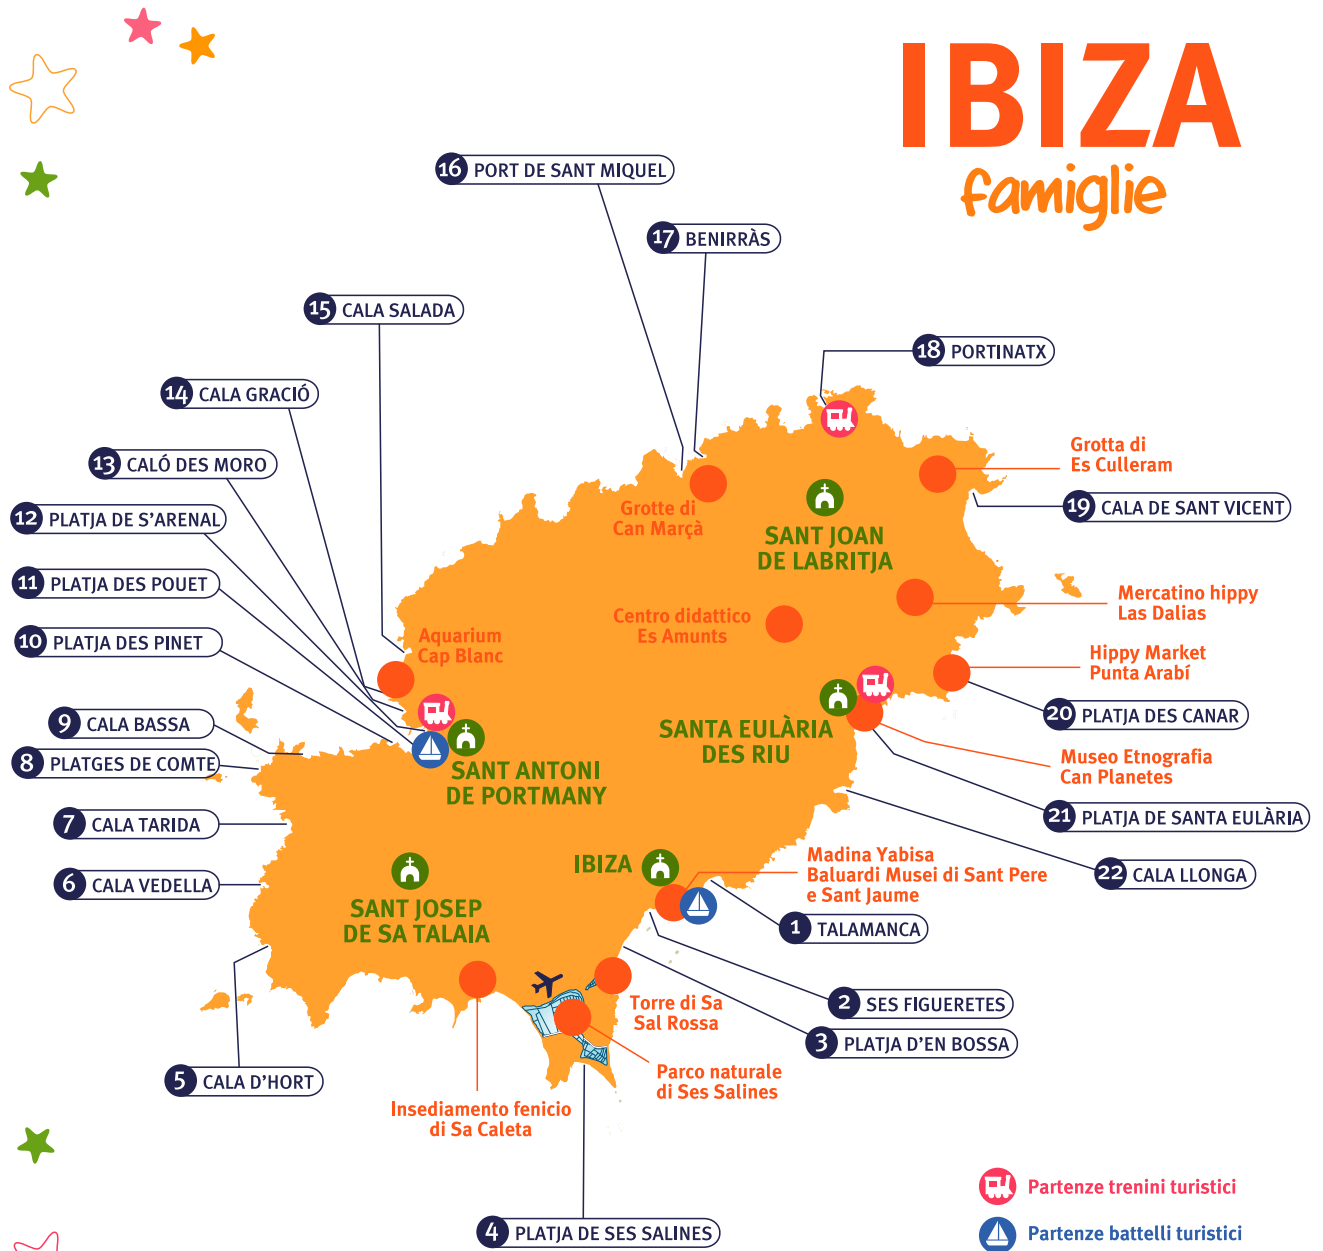 IBIZA
famiglie
16 PORT DE SANT MIQUEL
17 BENIRRÀS
15 CALA SALADA
18 PORTINATX
14 CALA GRACIÓ
13 CALÓ DES MORO
12 PLATJA DE S'ARENAL
11 PLATJA DES POUET
10 PLATJA DES PINET
9 CALA BASSA
8 PLATGES DE COMTE
7 CALA TARIDA
6 CALA VEDELLA
5 CALA D'HORT
Grotta di
Es Culleram
19 CALA DE SANT VICENT
Grotte di
Can Marçà
SANT JOAN
DE LABRITJA
Mercatino hippy
Las Dalias
Centro didattico
Es Amunts
Aquarium
Cap Blanc
Hippy Market
Punta Arabí
20 PLATJA DES CANAR
SANTA EULÀRIA
DES RIU
Museo Etnografia
Can Planetes
SANT ANTONI
DE PORTMANY
21 PLATJA DE SANTA EULÀRIA
IBIZA
Madina Yabisa
Baluardi Musei di Sant Pere
e Sant Jaume
22 CALA LLONGA
SANT JOSEP
DE SA TALAIA
1 TALAMANCA
2 SES FIGUERETES
3 PLATJA D'EN BOSSA
Torre di Sa
Sal Rossa
Parco naturale
di Ses Salines
Insediamento fenicio
di Sa Caleta
4 PLATJA DE SES SALINES
Partenze trenini turistici
Partenze battelli turistici